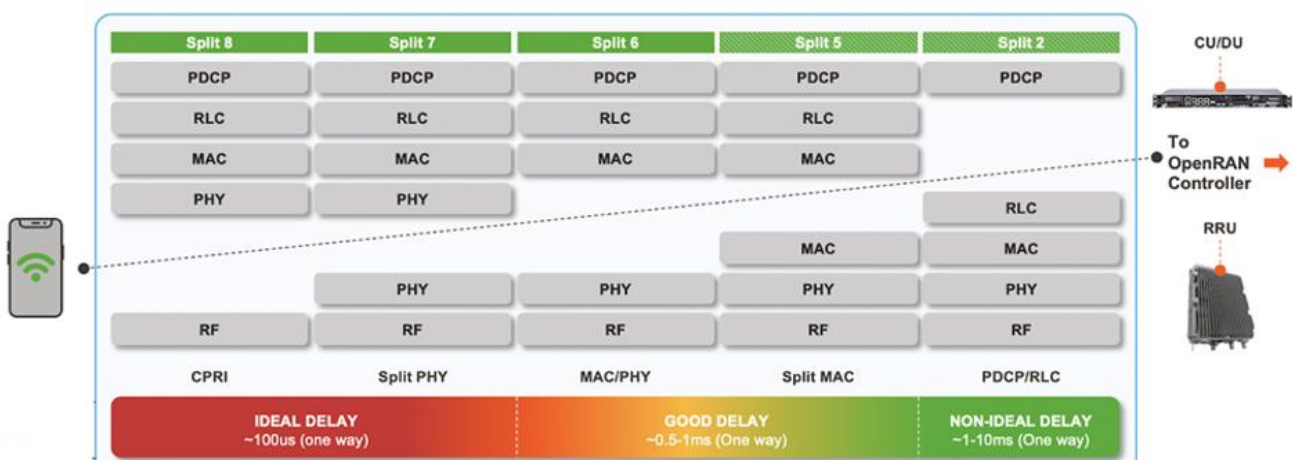 Split 8 Split 7 Split 6 Split 5 Split 2
PDCP PDCP PDCP PDCP PDCP
RLC RLC RLC RLC
MAC MAC MAC MAC
PHY PHY RLC
MAC MAC
PHY PHY PHY PHY
RF RF RF RF RF
CPRI Split PHY MAC/PHY Split MAC PDCP/RLC
IDEAL DELAY
~100us (one way)
GOOD DELAY
~0.5-1ms (One way)
NON-IDEAL DELAY
~1-10ms (One way)
CU/DU
To
OpenRAN
Controller
RRU